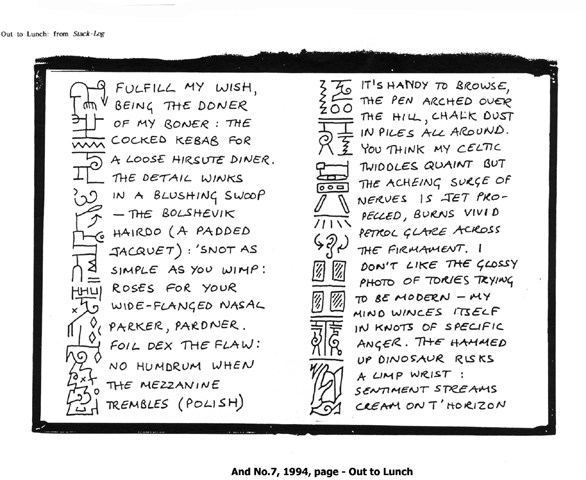 Out to Lunch: from Stack-Log
FULFILL MY WISH,
BEING THE DONER
OF MY BONER : THE
COCKED KEBAB FOR
A LOOSE HIRSUTE DINER.
THE DETAIL WINKS
IN A BLUSHING SWOOP
— THE BOLSHEVIK
HAIRDO (A PADDED
JACQUET) : 'SNOT AS
SIMPLE AS YOU WIMP:
ROSES FOR YOUR
WIDE-FLANGED NASAL
PARKER, PARDNER.
FOIL DEX THE FLAW:
NO HUMDRUM WHEN
THE MEZZANINE
TREMBLES (POLISH)
IT'S HANDY TO BROWSE,
THE PEN ARCHED OVER
THE HILL, CHALK DUST
IN PILES ALL AROUND.
YOU THINK MY CELTIC
TWIDDLES QUAINT BUT
THE ACHEING SURGE OF
NERVES IS JET PRO-
PELLED, BURNS VIVID
PETROL GLAZE ACROSS
THE FIRMAMENT. I
DON'T LIKE THE GLOSSY
PHOTO OF TORIES TRYING
TO BE MODERN — MY
MIND WINCES ITSELF
IN KNOTS OF SPECIFIC
ANGER. THE HAMMED
UP DINOSAUR RISKS
A LIMP WRIST :
SENTIMENT STREAMS
CREAM ON T' HORIZON
And No.7, 1994, page - Out to Lunch